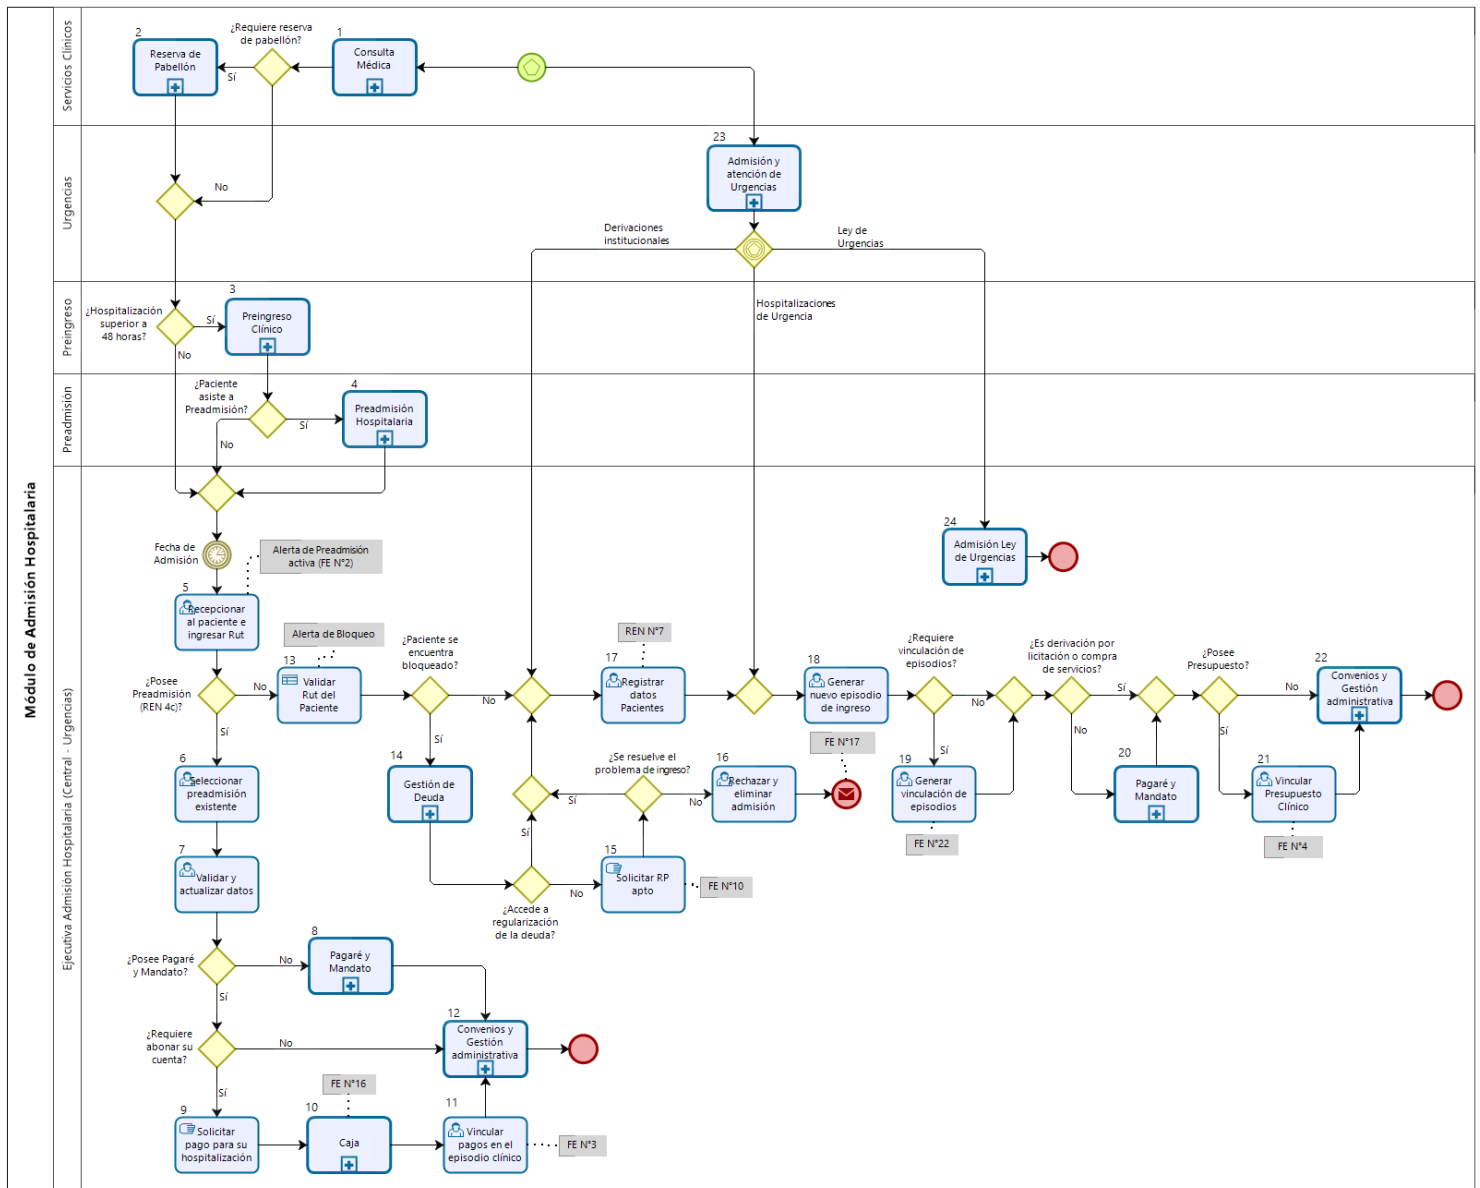 Módulo de Admisión Hospitalaria
Servicios Clínicos
2
Reserva de
Pabellón
¿Requiere reserva
de pabellón?
Sí
1
Consulta
Médica
Urgencias
No
23
Admisión y
atención de
Urgencias
Derivaciones
institucionales
Ley de
Urgencias
Hospitalizaciones
de Urgencia
Preingreso
¿Hospitalización
superior a
48 horas?
Sí
No
3
Preingreso
Clínico
Preadmisión
¿Paciente
asiste a
Preadmisión?
Sí
No
4
Preadmisión
Hospitalaria
Ejecutiva Admisión Hospitalaria (Central - Urgencias)
Fecha de
Admisión
Alerta de Preadmisión
activa (FE N°2)
24
Admisión Ley
de Urgencias
5
Recepcionar
al paciente e
ingresar Rut
¿Posee
Preadmisión
(REN 4c)?
No
Sí
Alerta de Bloqueo
13
Validar
Rut del
Paciente
¿Paciente se
encuentra
bloqueado?
No
Sí
REN N°7
17
Registrar
datos
Pacientes
18
Generar
nuevo episodio
de ingreso
¿Requiere
vinculación de
episodios?
No
Sí
¿Es derivación por
licitación o compra
de servicios?
Sí
No
¿Posee
Presupuesto?
No
Sí
22
Convenios y
Gestión
administrativa
6
Seleccionar
preadmisión
existente
14
Gestión de
Deuda
¿Se resuelve el
problema de ingreso?
Sí
No
16
Rechazar y
eliminar
admisión
FE N°17
19
Generar
vinculación de
episodios
FE N°22
20
Pagaré y
Mandato
21
Vincular
Presupuesto
Clínico
FE N°4
7
Validar y
actualizar datos
Sí
No
¿Accede a
regularización
de la deuda?
15
Solicitar RP
apto
FE N°10
¿Posee Pagaré
y Mandato?
No
Sí
8
Pagaré y
Mandato
¿Requiere
abonar su
cuenta?
No
Sí
12
Convenios y
Gestión
administrativa
9
Solicitar
pago para su
hospitalización
FE N°16
10
Caja
11
Vincular
pagos en el
episodio clínico
FE N°3